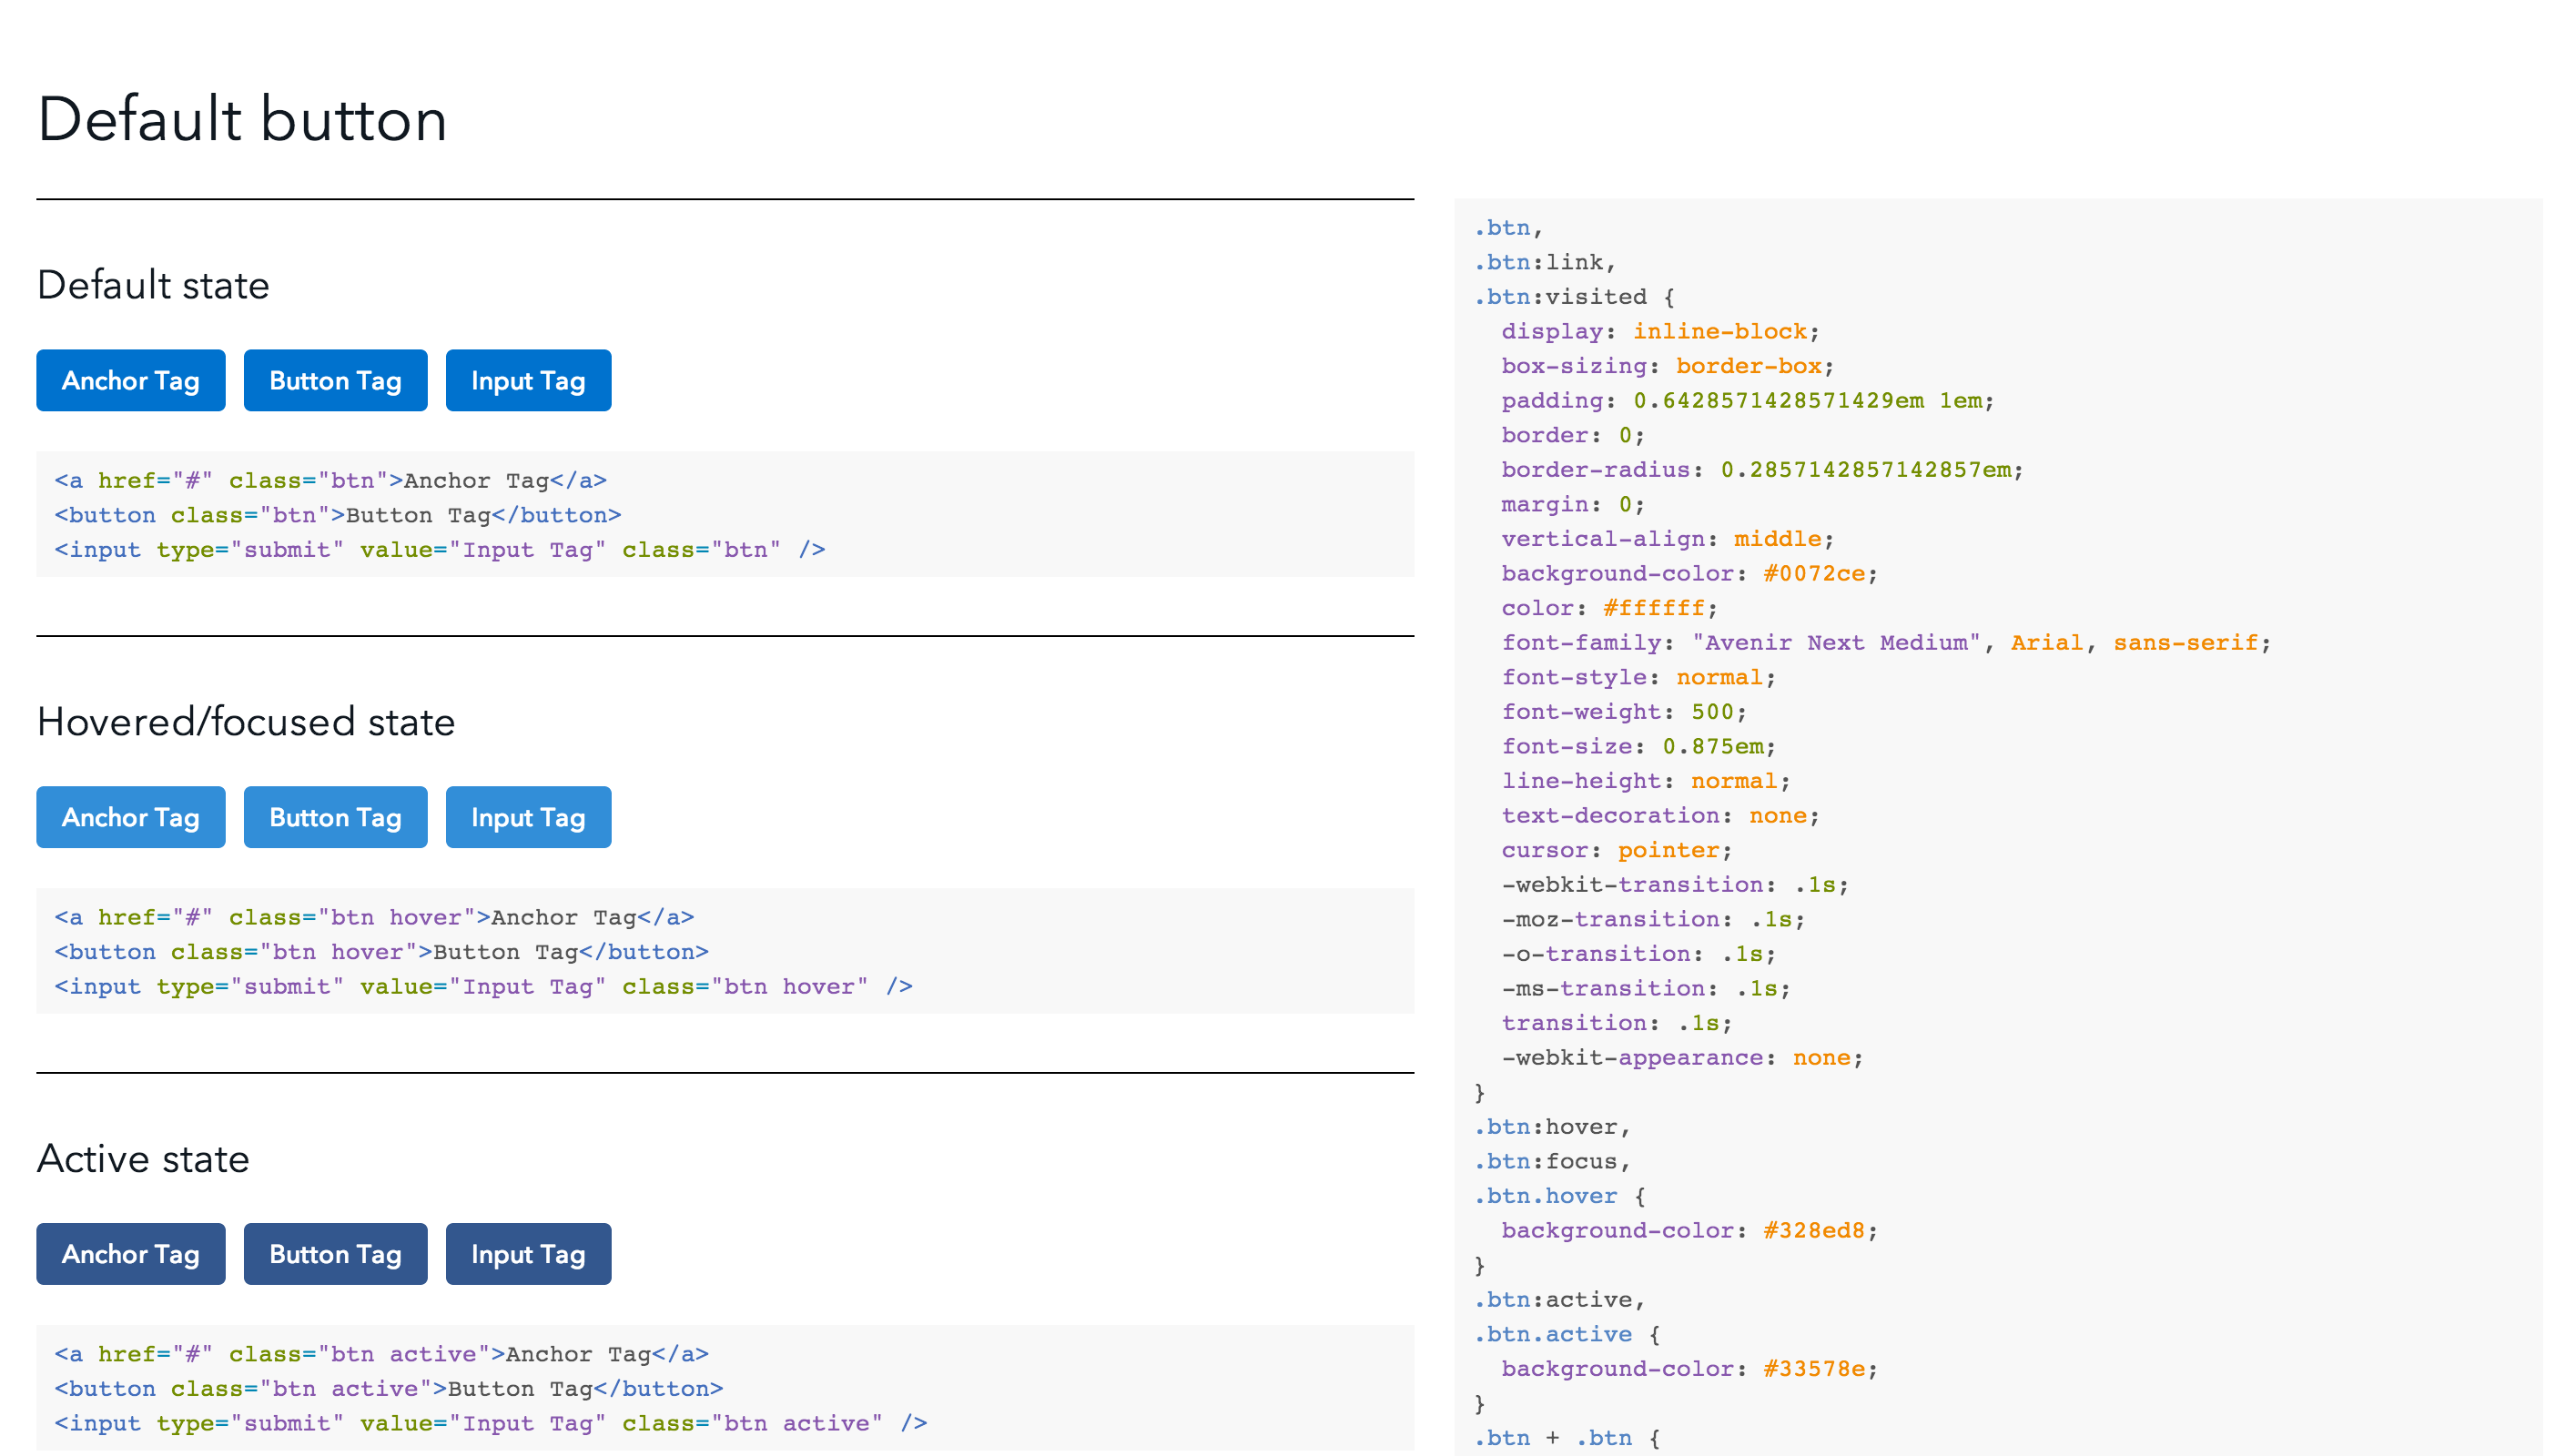 Default button
Default state
Anchor Tag
Button Tag
Input Tag
<a href="#" class="btn">Anchor Tag</a>
<button class="btn">Button Tag</button>
<input type="submit" value="Input Tag" class="btn" />
Hovered/focused state
Anchor Tag
Button Tag
Input Tag
<a href="#" class="btn hover">Anchor Tag</a>
<button class="btn hover">Button Tag</button>
<input type="submit" value="Input Tag" class="btn hover" />
Active state
Anchor Tag
Button Tag
Input Tag
<a href="#" class="btn active">Anchor Tag</a>
<button class="btn active">Button Tag</button>
<input type="submit" value="Input Tag" class="btn active" />
.btn,
.btn:link,
.btn:visited {
  display: inline-block;
  box-sizing: border-box;
  padding: 0.6428571428571429em 1em;
  border: 0;
  border-radius: 0.2857142857142857em;
  margin: 0;
  vertical-align: middle;
  background-color: #0072ce;
  color: #ffffff;
  font-family: "Avenir Next Medium", Arial, sans-serif;
  font-style: normal;
  font-weight: 500;
  font-size: 0.875em;
  line-height: normal;
  text-decoration: none;
  cursor: pointer;
  -webkit-transition: .1s;
  -moz-transition: .1s;
  -o-transition: .1s;
  -ms-transition: .1s;
  transition: .1s;
  -webkit-appearance: none;
}
.btn:hover,
.btn:focus,
.btn.hover {
  background-color: #328ed8;
}
.btn:active,
.btn.active {
  background-color: #33578e;
}
.btn + .btn {